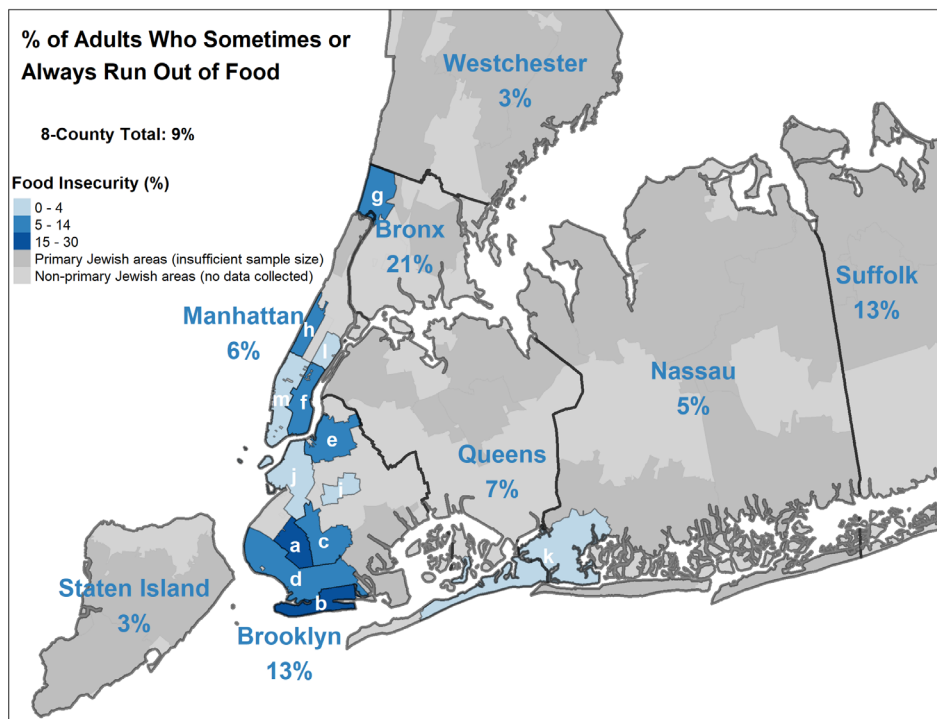 % of Adults Who Sometimes or
Always Run Out of Food
8-County Total: 9%
Food Insecurity (%)
0 - 4
5 - 14
15 - 30
Primary Jewish areas (insufficient sample size)
Non-primary Jewish areas (no data collected)
Westchester
3%
g
Bronx
21%
Suffolk
13%
Manhattan
6%
h
l
m
f
Nassau
5%
e
Queens
7%
j
i
a
c
k
d
b
Staten Island
3%
Brooklyn
13%